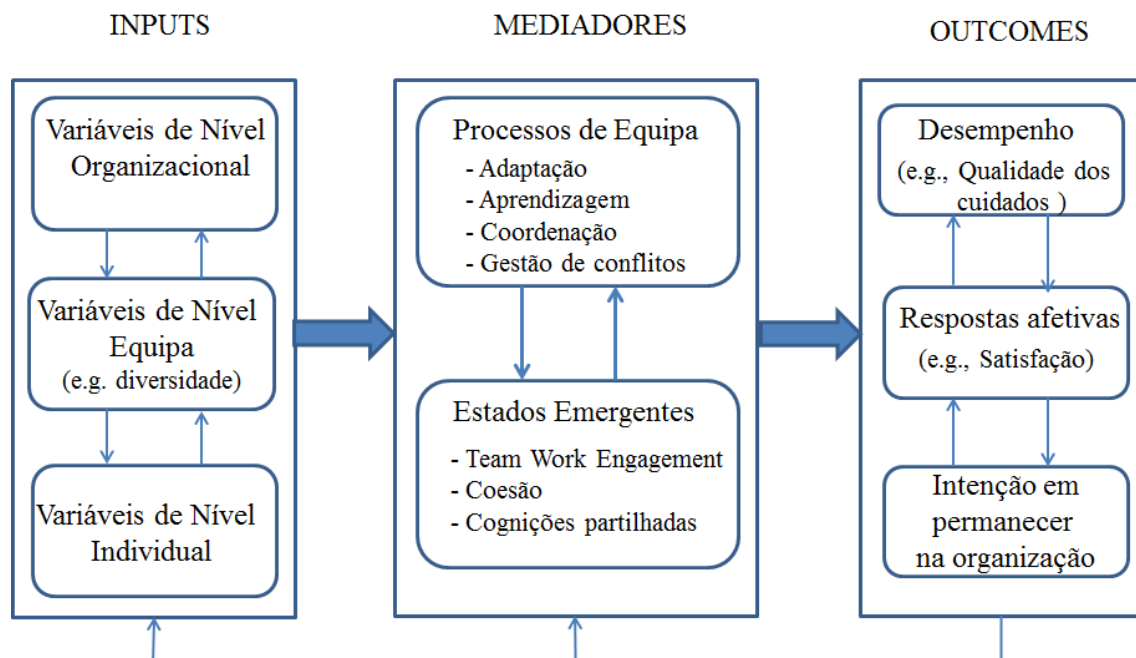 INPUTS
Variáveis de Nível
Organizacional
Variáveis de Nível
Equipa
(e.g. diversidade)
Variáveis de Nível
Individual
MEDIADORES
Processos de Equipa
- Adaptação
- Aprendizagem
- Coordenação
- Gestão de conflitos
Estados Emergentes
- Team Work Engagement
- Coesão
- Cognições partilhadas
OUTCOMES
Desempenho
(e.g., Qualidade dos
cuidados )
Respostas afetivas
(e.g., Satisfação)
Intenção em
permanecer
na organização